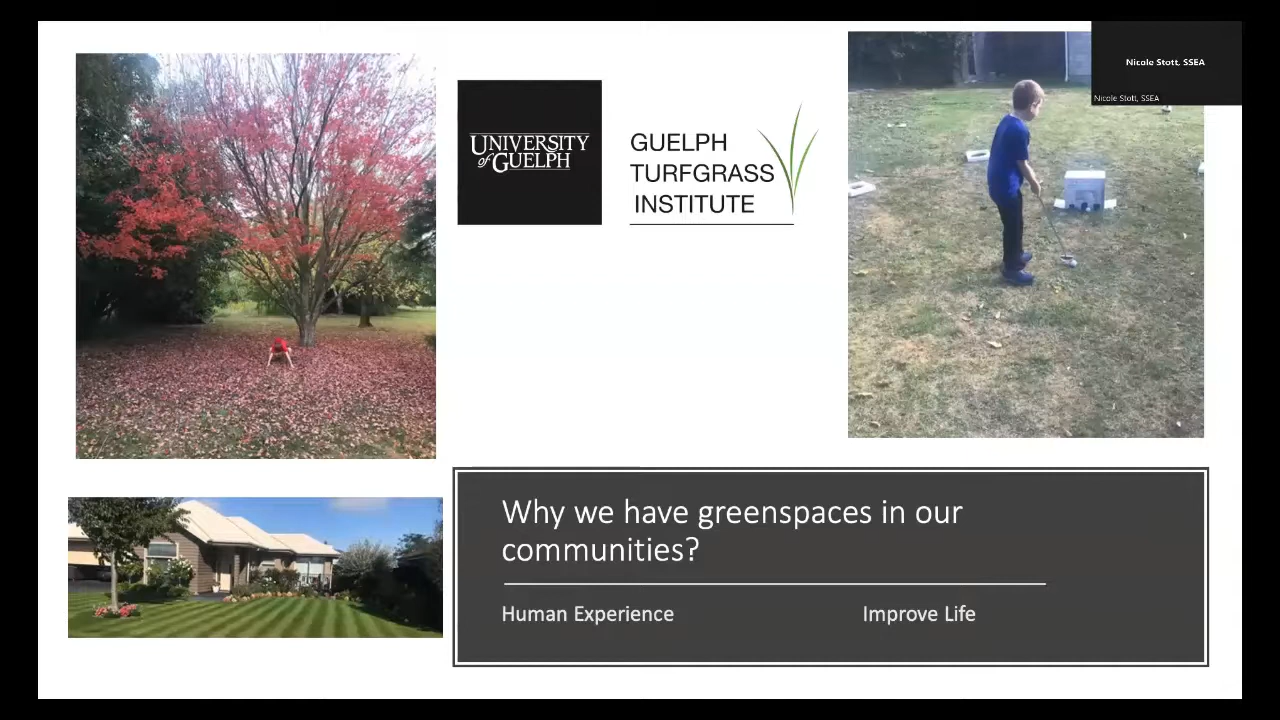 UNIVERSITY
of GUELPH
GUELPH
TURFGRASS
INSTITUTE
Nicole Stott, SSEA
Nicole Stott, SSEA
Why we have greenspaces in our
communities?
Human Experience
Improve Life